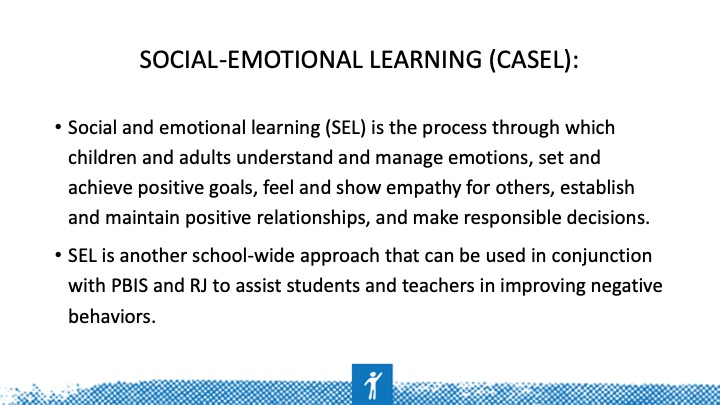 SOCIAL-EMOTIONAL LEARNING (CASEL):
• Social and emotional learning (SEL) is the process through which
children and adults understand and manage emotions, set and
achieve positive goals, feel and show empathy for others, establish
and maintain positive relationships, and make responsible decisions.
• SEL is another school-wide approach that can be used in conjunction
with PBIS and RJ to assist students and teachers in improving negative
behaviors.